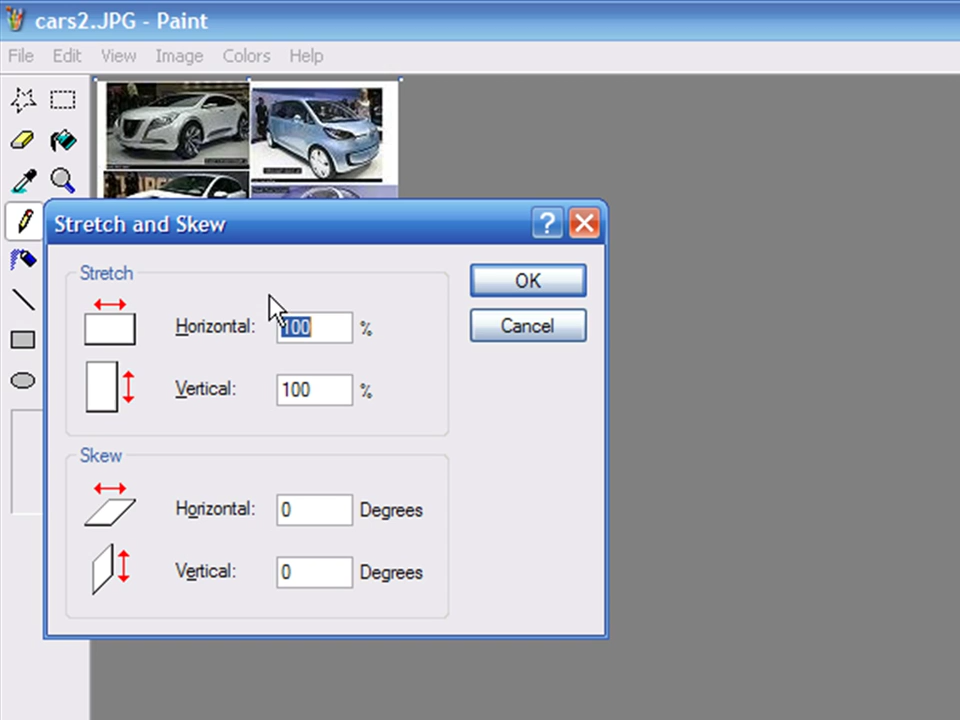 cars2.JPG - Paint
File Edit View Image Colors Help
Stretch and Skew
?
Stretch
OK
Horizontal: 100 %
Cancel
Vertical: 100 %
Skew
Horizontal: 0 Degrees
Vertical: 0 Degrees